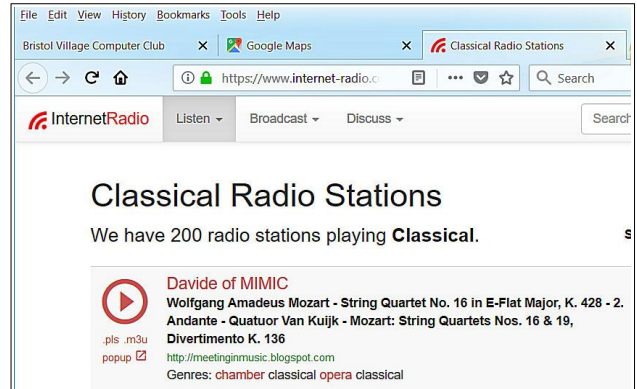 File Edit View History Bookmarks Tools Help
Bristol Village Computer Club X Google Maps X Classical Radio Stations X
https://www.internet-radio.c Search
InternetRadio Listen Broadcast Discuss Search
Classical Radio Stations
We have 200 radio stations playing Classical. s
Davide of MIMIC
Wolfgang Amadeus Mozart - String Quartet No. 16 in E-Flat Major, K. 428 - 2.
Andante - Quatuor Van Kuijk - Mozart: String Quartets Nos. 16 & 19,
.pls .m3u Divertimento K. 136
popup http://meetinginmusic.blogspot.com
Genres: chamber classical opera classical